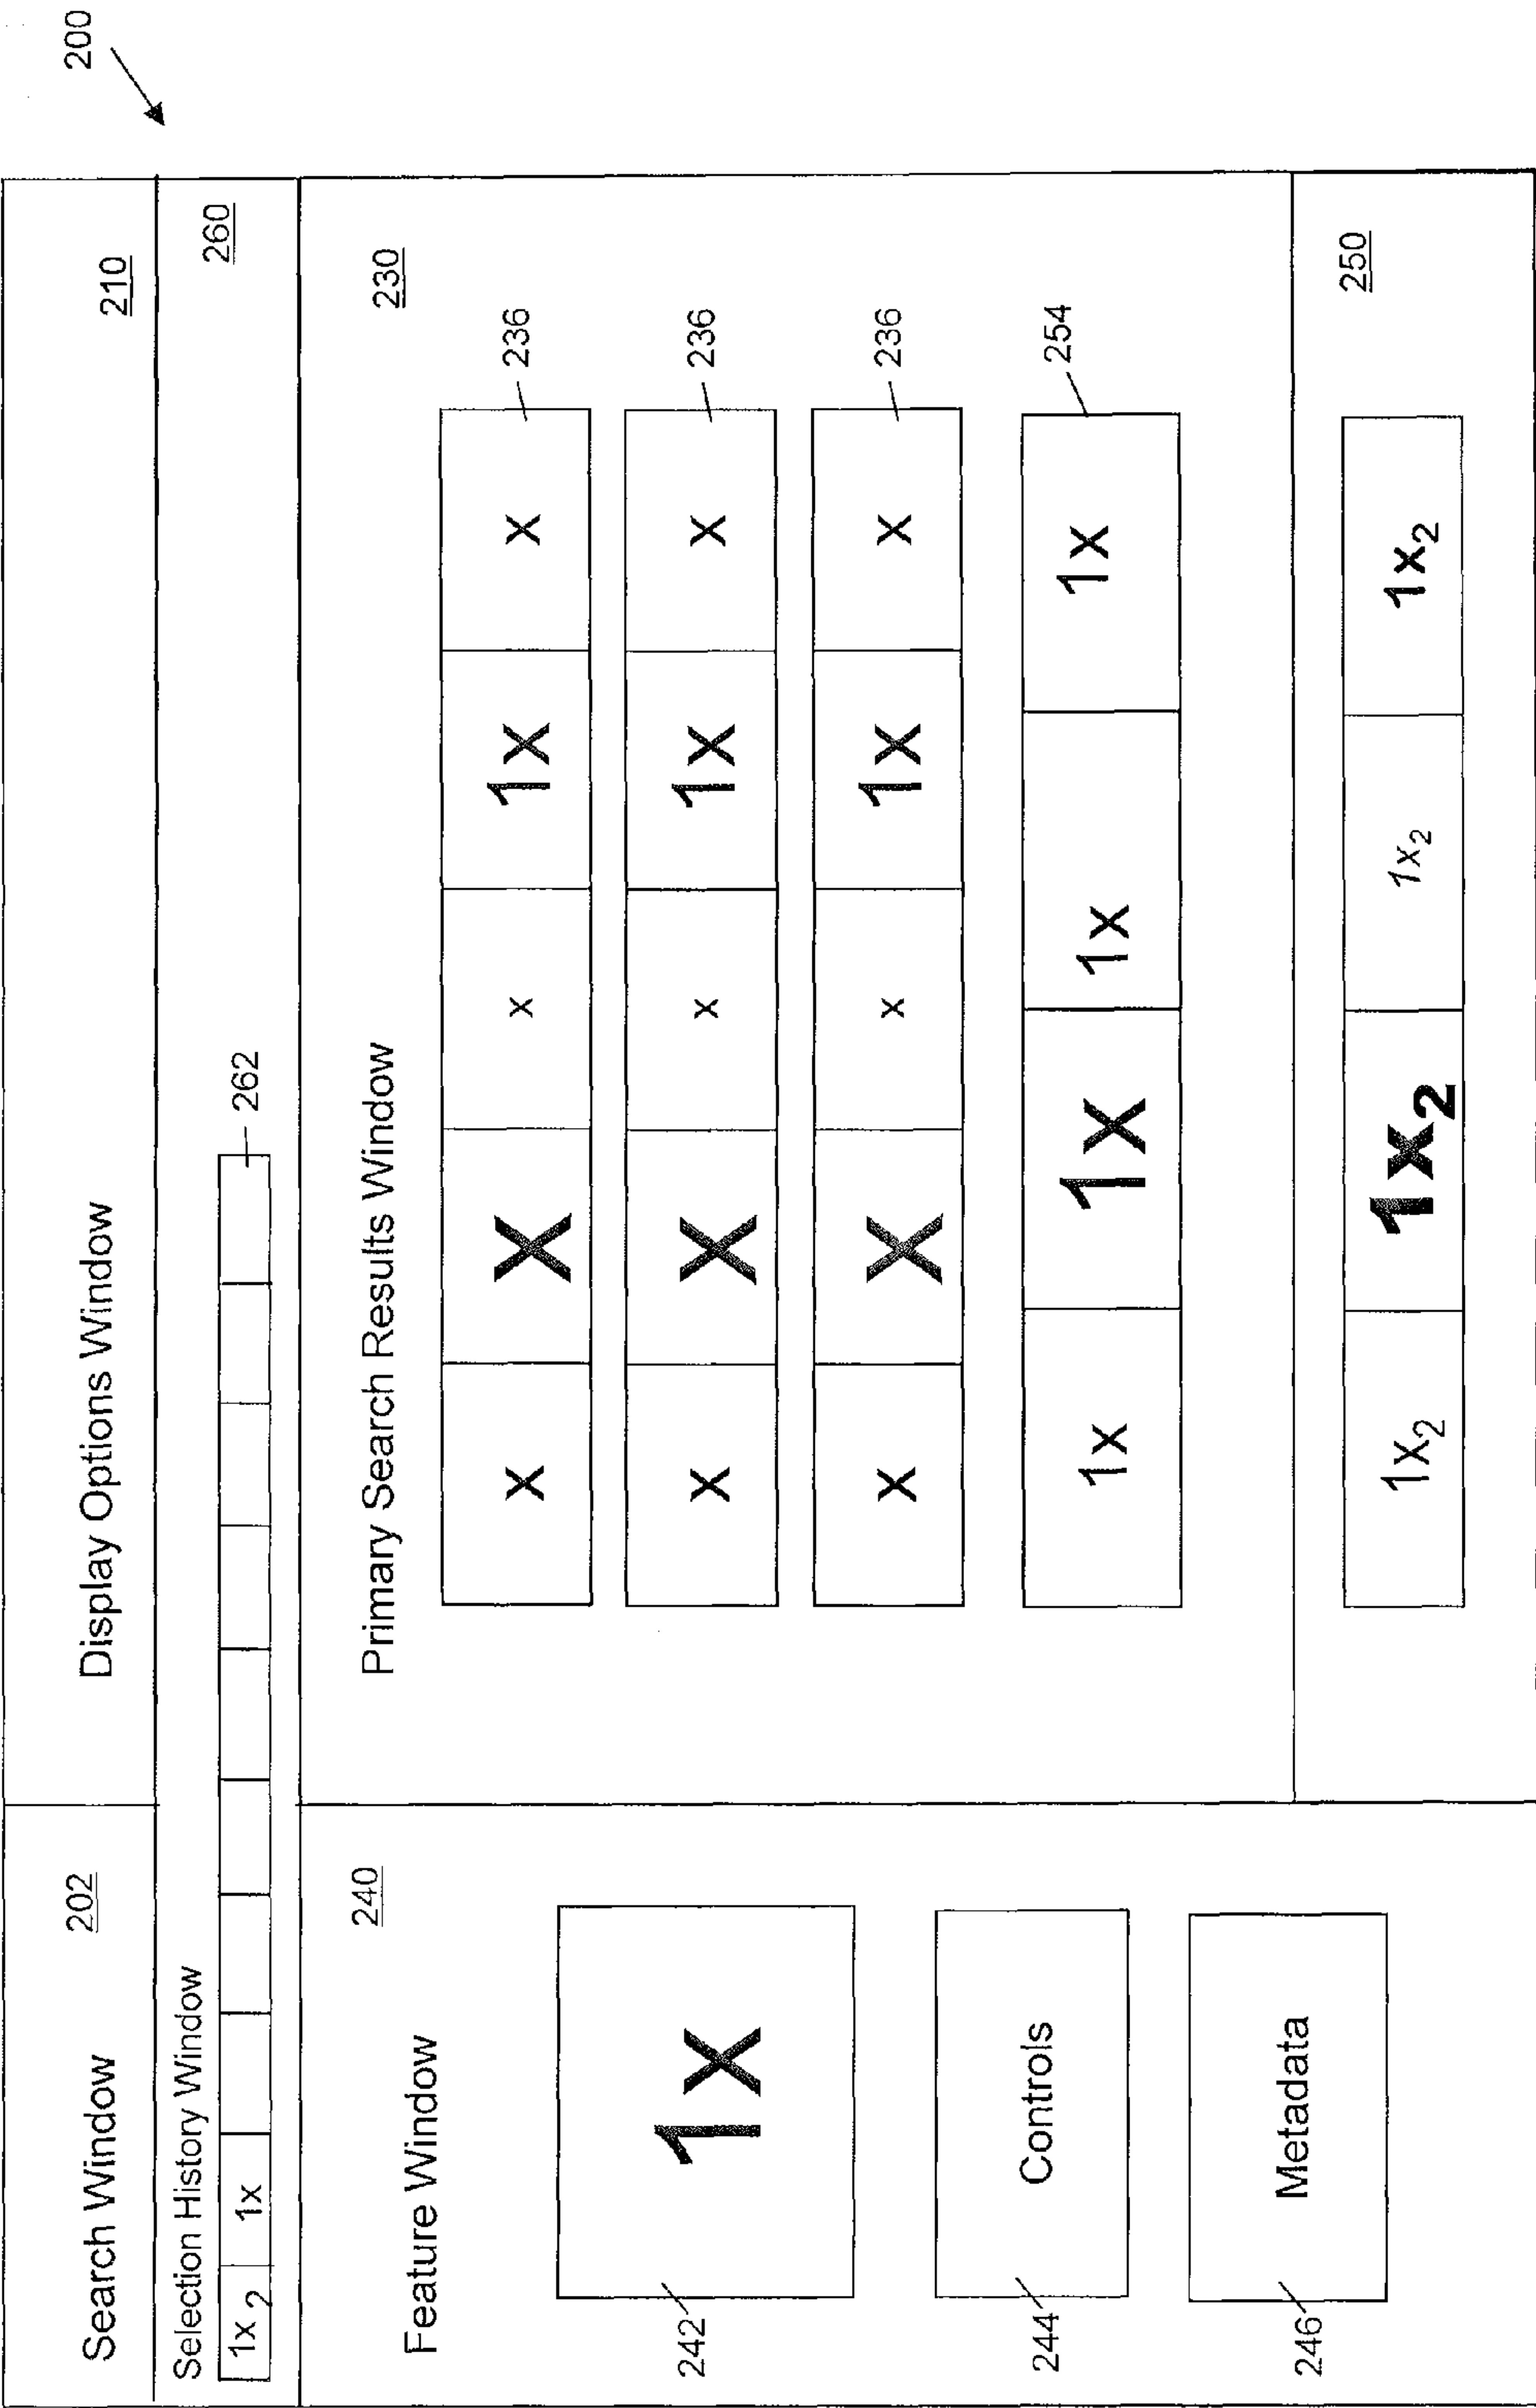 200
Search Window 202
Display Options Window 210
Selection History Window
260
1x2 1x
262
Feature Window 240
242
1x
244
Controls
246
Metadata
Primary Search Results Window 230
x X x 1x x
236
x X x 1x x
236
x X x 1x x
236
1x 1x 1x 1x
254
250
1x2 1x2 1x2 1x2